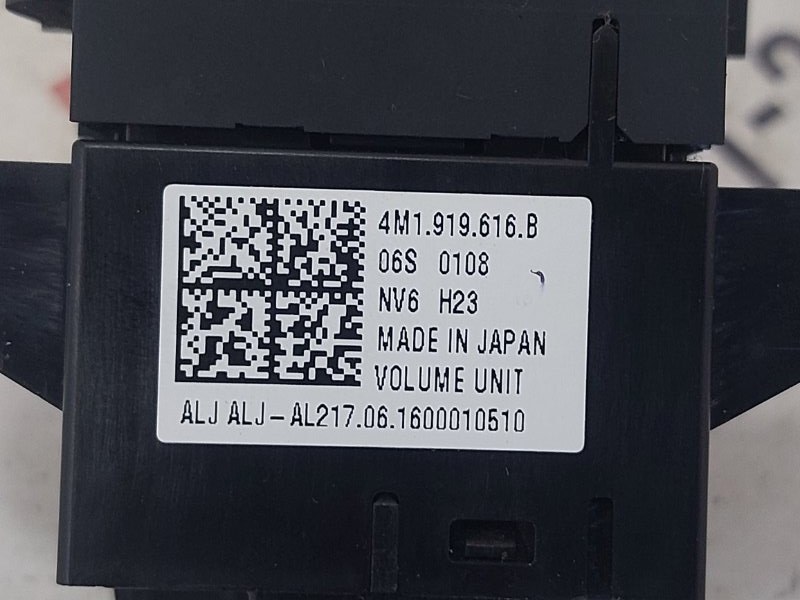 4M1.919.616.B
06S 0108
NV6 H23
MADE IN JAPAN
VOLUME UNIT
ALJ ALJ-AL217.06.1600010510